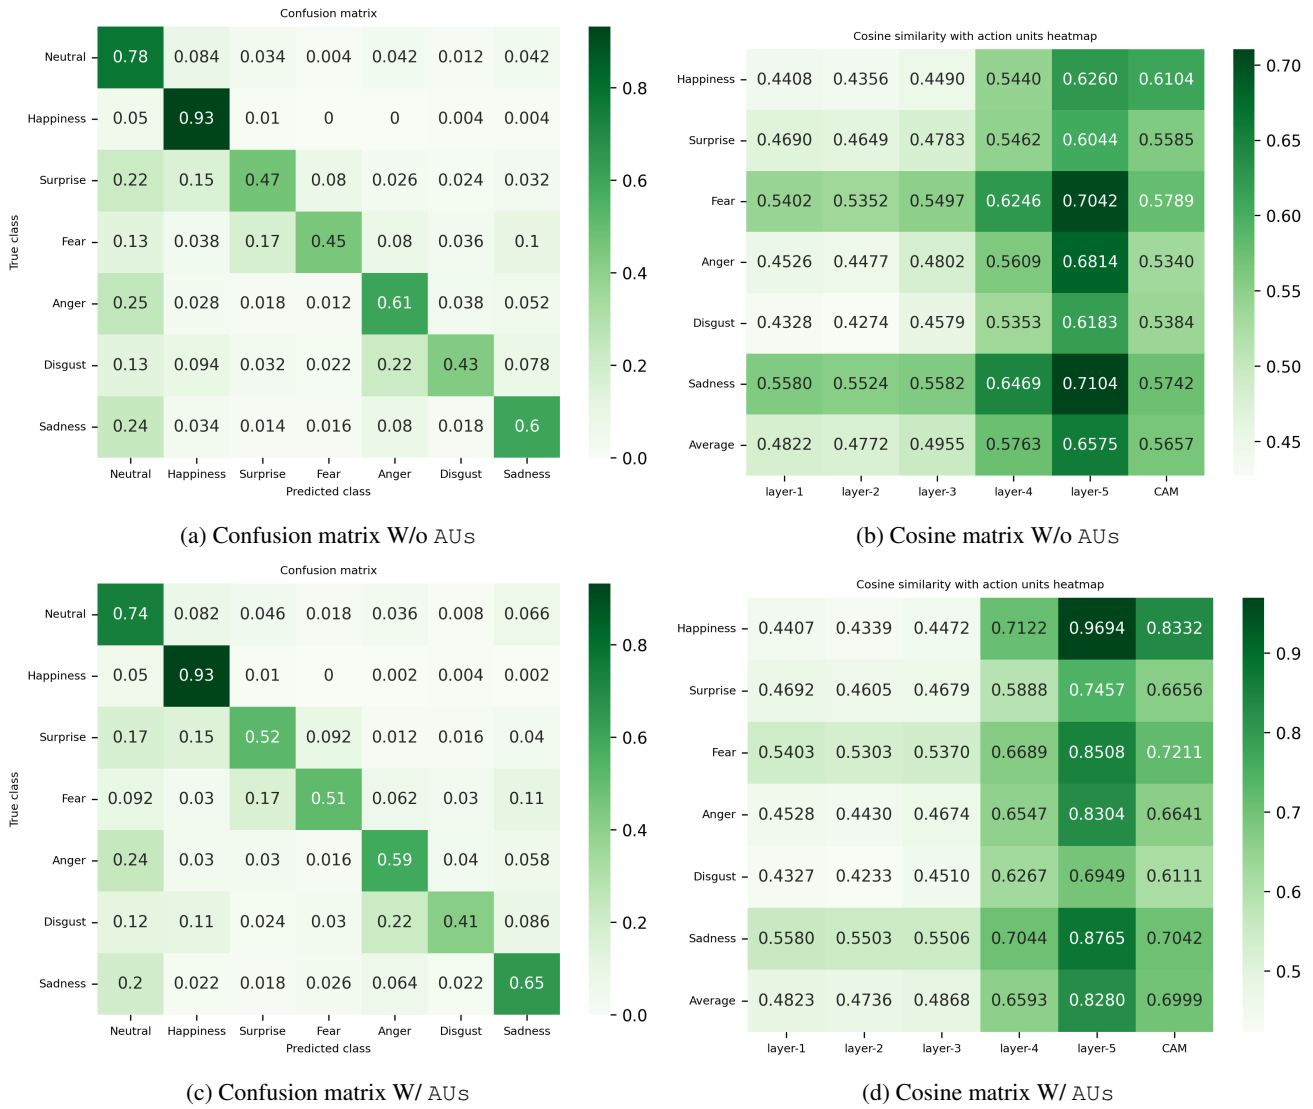 Confusion matrix
Neutral 0.78 0.084 0.034 0.004 0.042 0.012 0.042
Happiness 0.05 0.93 0.01 0 0 0.004 0.004
Surprise 0.22 0.15 0.47 0.08 0.026 0.024 0.032
Fear 0.13 0.038 0.17 0.45 0.08 0.036 0.1
Anger 0.25 0.028 0.018 0.012 0.61 0.038 0.052
Disgust 0.13 0.094 0.032 0.022 0.22 0.43 0.078
Sadness 0.24 0.034 0.014 0.016 0.08 0.018 0.6
True class
Neutral Happiness Surprise Fear Anger Disgust Sadness
Predicted class
0.8
0.6
0.4
0.2
0.0
(a) Confusion matrix W/o AUs
Cosine similarity with action units heatmap
Happiness 0.4408 0.4356 0.4490 0.5440 0.6260 0.6104
Surprise 0.4690 0.4649 0.4783 0.5462 0.6044 0.5585
Fear 0.5402 0.5352 0.5497 0.6246 0.7042 0.5789
Anger 0.4526 0.4477 0.4802 0.5609 0.6814 0.5340
Disgust 0.4328 0.4274 0.4579 0.5353 0.6183 0.5384
Sadness 0.5580 0.5524 0.5582 0.6469 0.7104 0.5742
Average 0.4822 0.4772 0.4955 0.5763 0.6575 0.5657
layer-1 layer-2 layer-3 layer-4 layer-5 CAM
0.70
0.65
0.60
0.55
0.50
0.45
(b) Cosine matrix W/o AUs
Confusion matrix
Neutral 0.74 0.082 0.046 0.018 0.036 0.008 0.066
Happiness 0.05 0.93 0.01 0 0.002 0.004 0.002
Surprise 0.17 0.15 0.52 0.092 0.012 0.016 0.04
Fear 0.092 0.03 0.17 0.51 0.062 0.03 0.11
Anger 0.24 0.03 0.03 0.016 0.59 0.04 0.058
Disgust 0.12 0.11 0.024 0.03 0.22 0.41 0.086
Sadness 0.2 0.022 0.018 0.026 0.064 0.022 0.65
True class
Neutral Happiness Surprise Fear Anger Disgust Sadness
Predicted class
0.8
0.6
0.4
0.2
0.0
(c) Confusion matrix W/ AUs
Cosine similarity with action units heatmap
Happiness 0.4407 0.4339 0.4472 0.7122 0.9694 0.8332
Surprise 0.4692 0.4605 0.4679 0.5888 0.7457 0.6656
Fear 0.5403 0.5303 0.5370 0.6689 0.8508 0.7211
Anger 0.4528 0.4430 0.4674 0.6547 0.8304 0.6641
Disgust 0.4327 0.4233 0.4510 0.6267 0.6949 0.6111
Sadness 0.5580 0.5503 0.5506 0.7044 0.8765 0.7042
Average 0.4823 0.4736 0.4868 0.6593 0.8280 0.6999
layer-1 layer-2 layer-3 layer-4 layer-5 CAM
0.9
0.8
0.7
0.6
0.5
(d) Cosine matrix W/ AUs